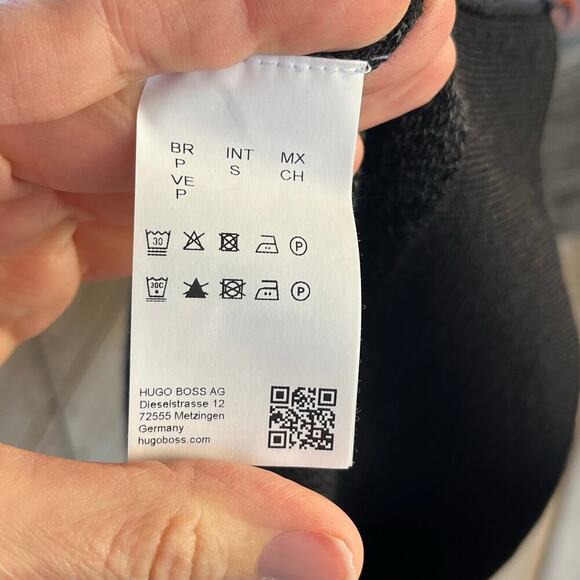 BR INT MX
P S CH
VE
P
30 P
30C P
HUGO BOSS AG
Dieselstrasse 12
72555 Metzingen
Germany
hugoboss.com